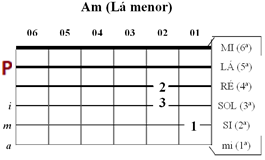 Am (Lá menor)
06 05 04 03 02 01
MI (6ª)
P LÁ (5ª)
2 RÉ (4ª)
i 3 SOL (3ª)
m 1 SI (2ª)
a mi (1ª)